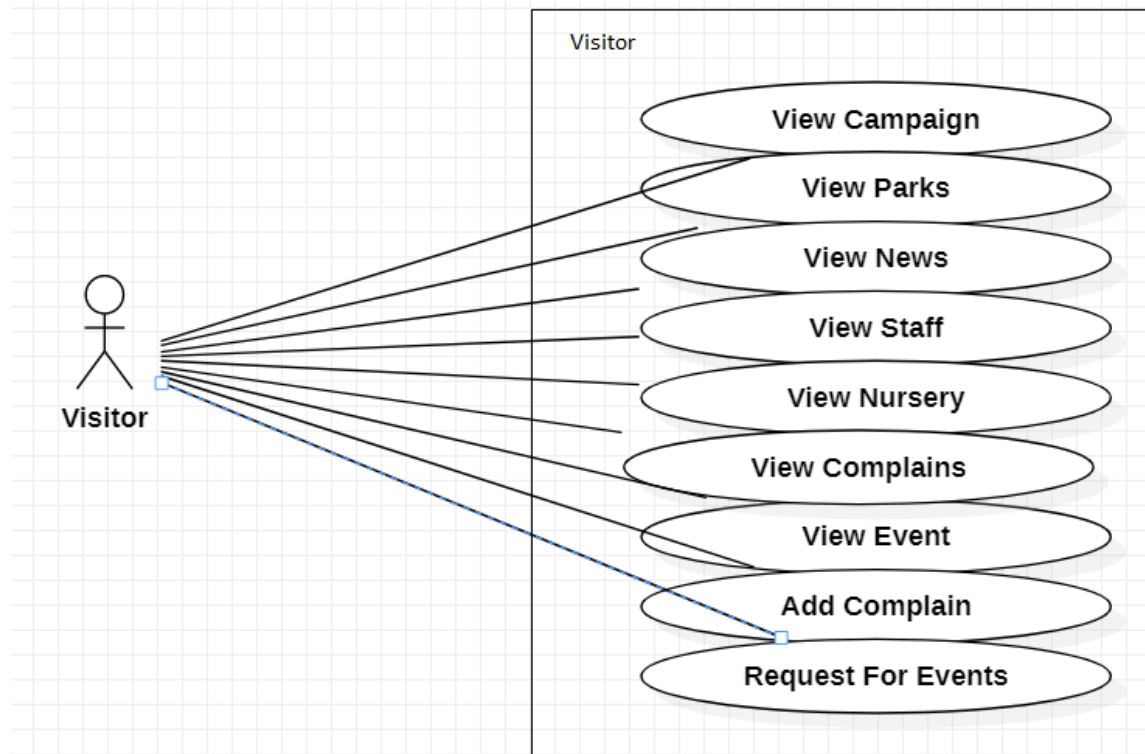 Visitor
View Campaign
View Parks
View News
View Staff
View Nursery
Visitor
View Complains
View Event
Add Complain
Request For Events